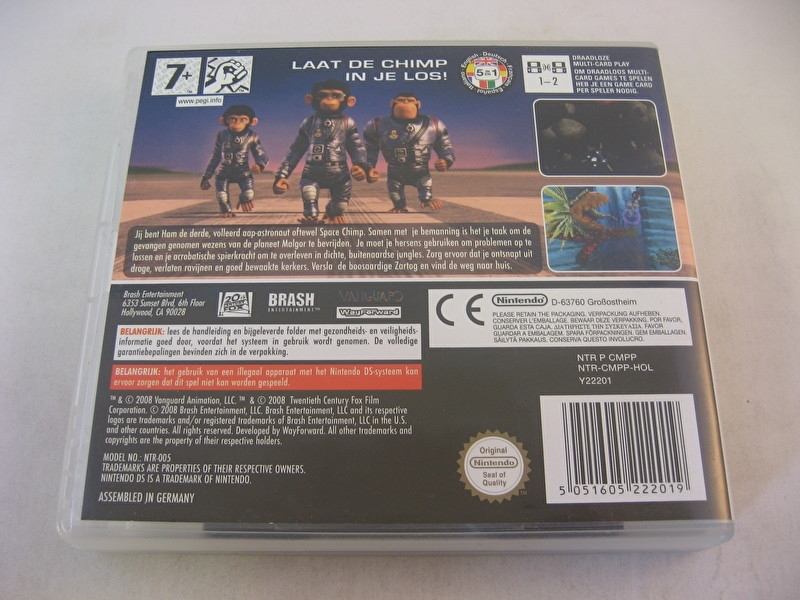 7+
www.pegi.info
LAAT DE CHIMP
IN JE LOS!
English · Deutsch · Français · Español · Italiano
5 in 1
1-2
DRAADLOZE
MULTI-CARD PLAY
OM DRAADLOOS MULTI-
CARD GAMES TE SPELEN
HEB JE EEN GAME CARD
PER SPELER NODIG.
Jij bent Ham de derde, volleerd aap-astronaut oftewel Space Chimp. Samen met je bemanning is het je taak om de
gevangen genomen wezens van de planeet Malgor te bevrijden. Je moet je hersens gebruiken om problemen op te
lossen en je acrobatische spierkracht om te overleven in dichte, buitenaardse jungles. Zorg ervoor dat je ontsnapt uit
droge, verlaten ravijnen en goed bewaakte kerkers. Versla de boosaardige Zartog en vind de weg naar huis.
Brash Entertainment
6353 Sunset Blvd, 6th Floor
Hollywood, CA 90028
20th
BRASH
ENTERTAINMENT™
VANGUARD
WayForward
CE
Nintendo
D-63760 Großostheim
PLEASE RETAIN THE PACKAGING. VERPACKUNG AUFHEBEN.
CONSERVER L'EMBALLAGE. BEWAAR DE VERPAKKING. POR FAVOR,
GUARDA ESTA CAJA. ΔΙΑΤΗΡΗΣΤΕ ΤΗΝ ΣΥΣΚΕΥΑΣΙΑ. FAVOR
GUARDAR A EMBALAGEM. SPARA FÖRPACKNINGEN. GEM EMBALLAGEN.
SÄILYTÄ PAKKAUS. CONSERVA QUESTO INVOLUCRO.
BELANGRIJK: lees de handleiding en bijgeleverde folder met gezondheids- en veiligheids-
informatie goed door, voordat het systeem in gebruik wordt genomen. De volledige
garantiebepalingen bevinden zich in de verpakking.
BELANGRIJK: het gebruik van een illegaal apparaat met het Nintendo DS-systeem kan
ervoor zorgen dat dit spel niet kan worden gespeeld.
NTR P CMPP
NTR-CMPP-HOL
Y22201
™ & © 2008 Vanguard Animation, LLC. ™ & © 2008 Twentieth Century Fox Film
Corporation. © 2008 Brash Entertainment, LLC. Brash Entertainment, LLC and its respective
logos are trademarks and/or registered trademarks of Brash Entertainment, LLC in the U.S.
and other countries. All rights reserved. Developed by WayForward. All other trademarks and
copyrights are the property of their respective holders.
MODEL NO.: NTR-005
TRADEMARKS ARE PROPERTIES OF THEIR RESPECTIVE OWNERS.
NINTENDO DS IS A TRADEMARK OF NINTENDO.
ASSEMBLED IN GERMANY
Original
Nintendo
Seal of
Quality
TM
5 051605 222019